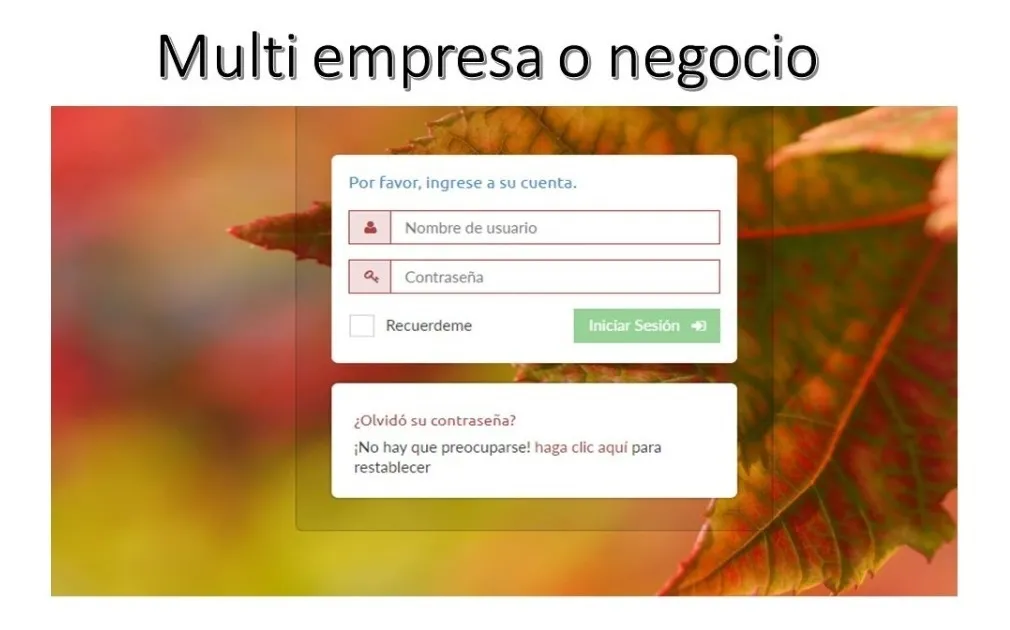 Multi empresa o negocio
Por favor, ingrese a su cuenta.
Nombre de usuario
Contraseña
Recuerdeme
Iniciar Sesión
¿Olvidó su contraseña?
¡No hay que preocuparse! haga clic aquí para
restablecer